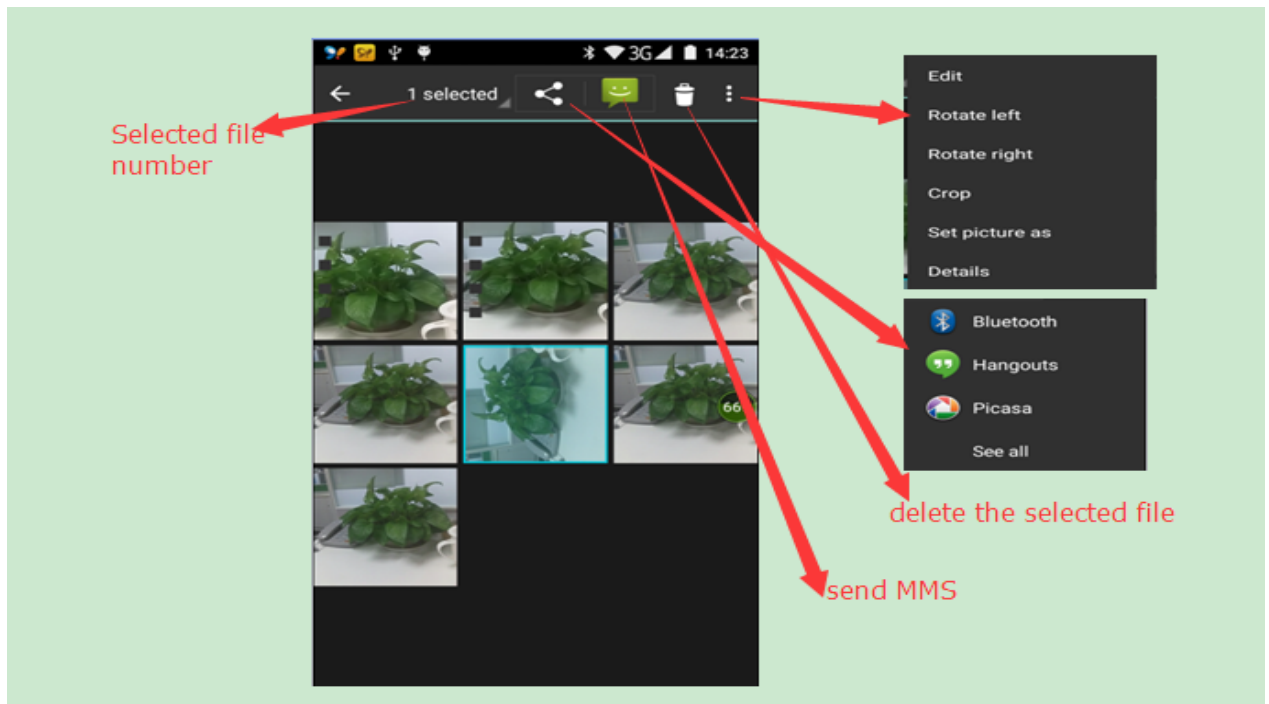 3G 14:23
1 selected
Selected file
number
66
Edit
Rotate left
Rotate right
Crop
Set picture as
Details
Bluetooth
Hangouts
Picasa
See all
delete the selected file
send MMS